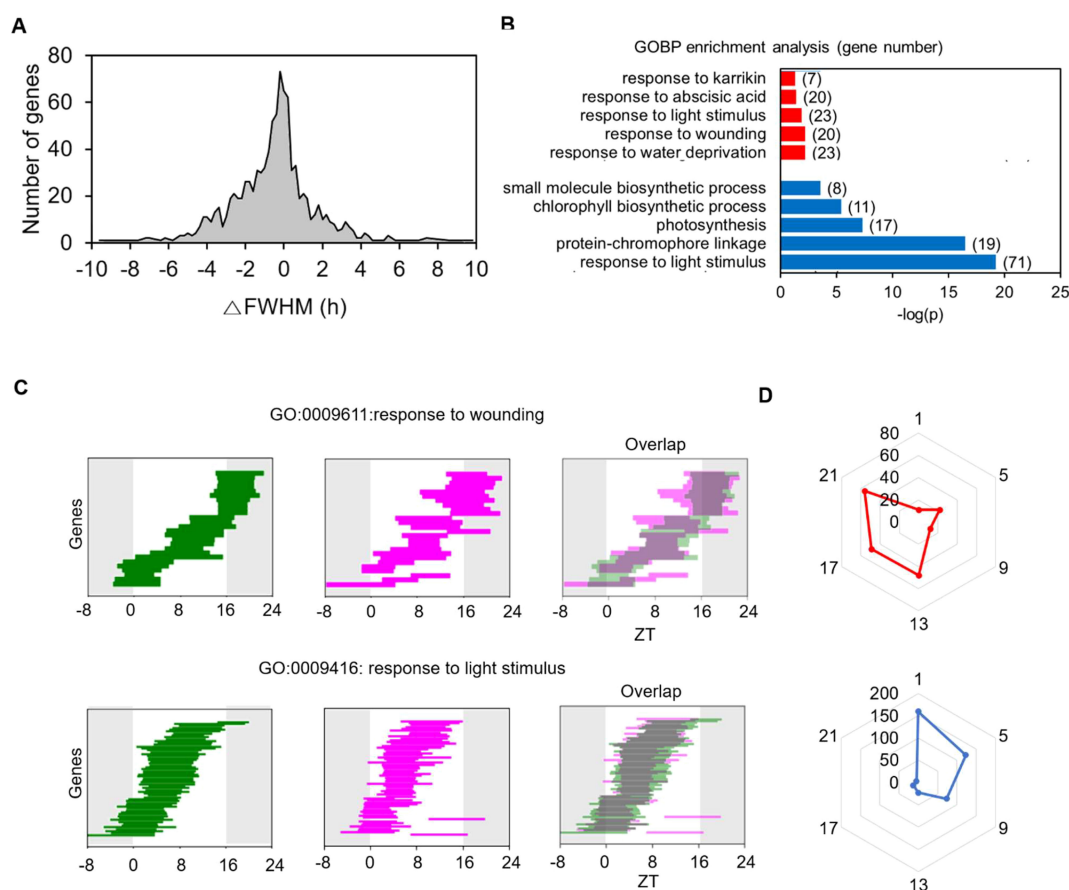 A
Number of genes
80
60
40
20
0
-10 -8 -6 -4 -2 0 2 4 6 8 10
△FWHM (h)
B
GOBP enrichment analysis (gene number)
response to karrikin (7)
response to abscisic acid (20)
response to light stimulus (23)
response to wounding (20)
response to water deprivation (23)
small molecule biosynthetic process (8)
chlorophyll biosynthetic process (11)
photosynthesis (17)
protein-chromophore linkage (19)
response to light stimulus (71)
0 5 10 15 20 25
-log(p)
C
GO:0009611:response to wounding
Overlap
Genes
-8 0 8 16 24
-8 0 8 16 24
-8 0 8 16 24
ZT
GO:0009416: response to light stimulus
Overlap
Genes
-8 0 8 16 24
-8 0 8 16 24
-8 0 8 16 24
ZT
D
1
80
60
40
20
0
5
9
13
17
21
1
200
150
100
50
0
5
9
13
17
21